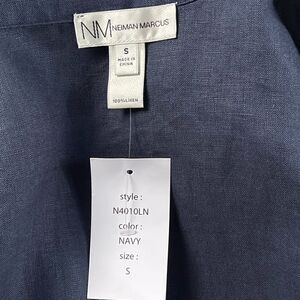 NM NEIMAN MARCUS
S
MADE IN
CHINA
100% LINEN
style :
N4010LN
color :
NAVY
size :
S